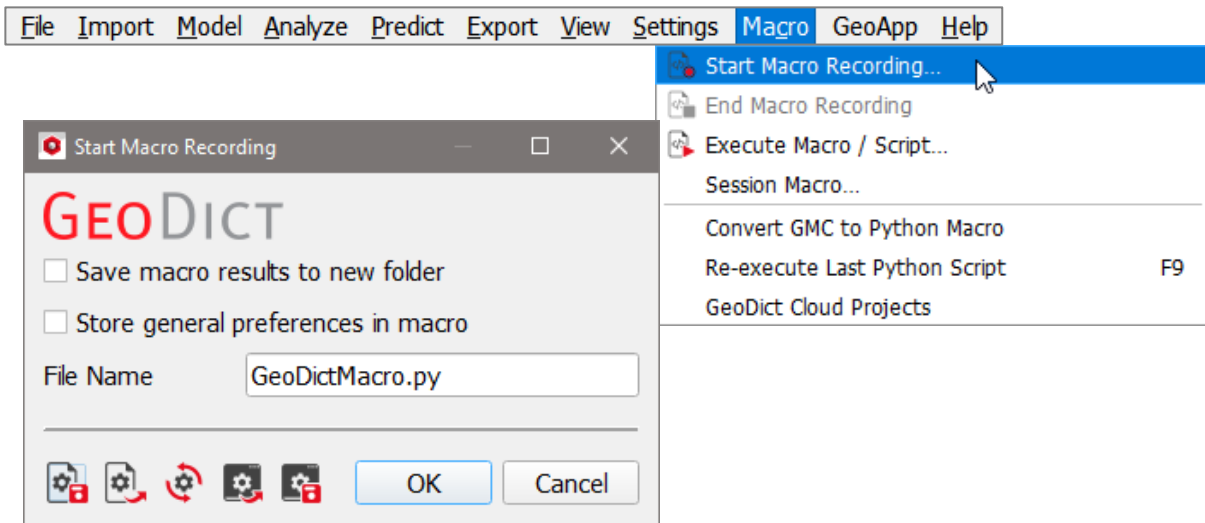 File Import Model Analyze Predict Export View Settings Macro GeoApp Help
Start Macro Recording...
End Macro Recording
Execute Macro / Script...
Session Macro...
Convert GMC to Python Macro
Re-execute Last Python Script F9
GeoDict Cloud Projects
Start Macro Recording
GEODICT
Save macro results to new folder
Store general preferences in macro
File Name GeoDictMacro.py
OK Cancel